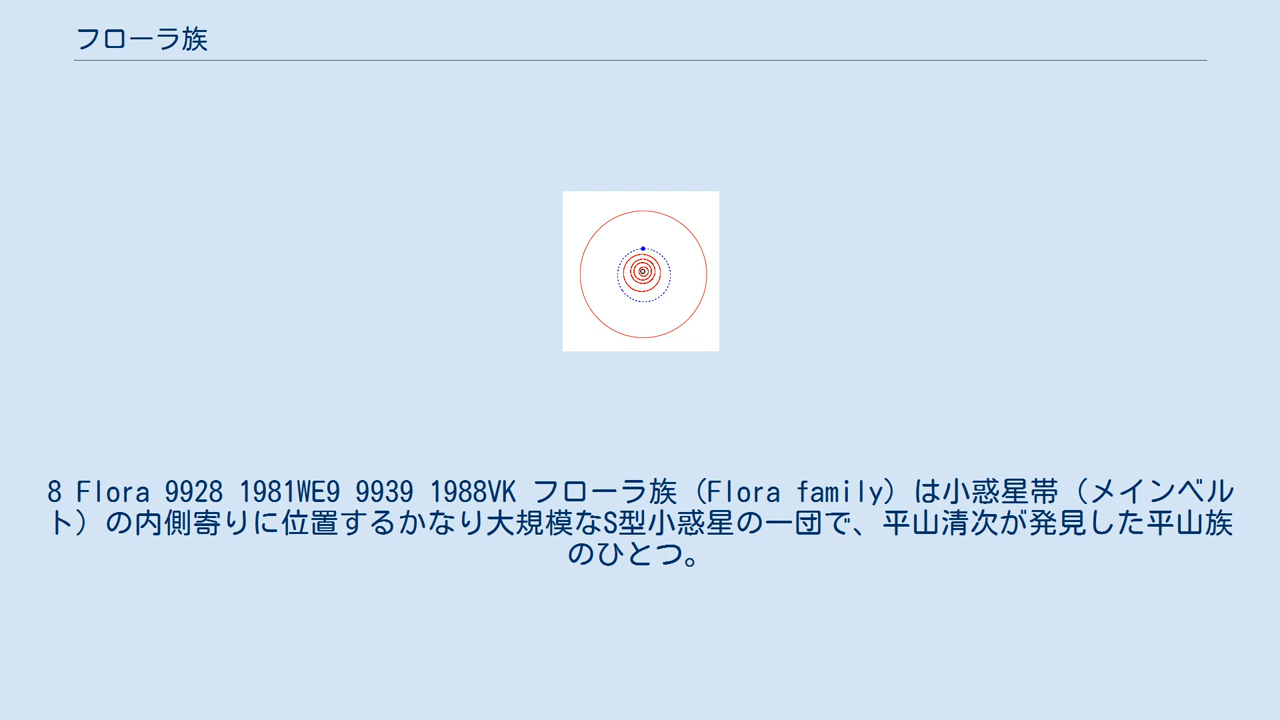 フローラ族
8 Flora 9928 1981WE9 9939 1988VK フローラ族（Flora family）は小惑星帯（メインベル
ト）の内側寄りに位置するかなり大規模なS型小惑星の一団で、平山清次が発見した平山族
のひとつ。